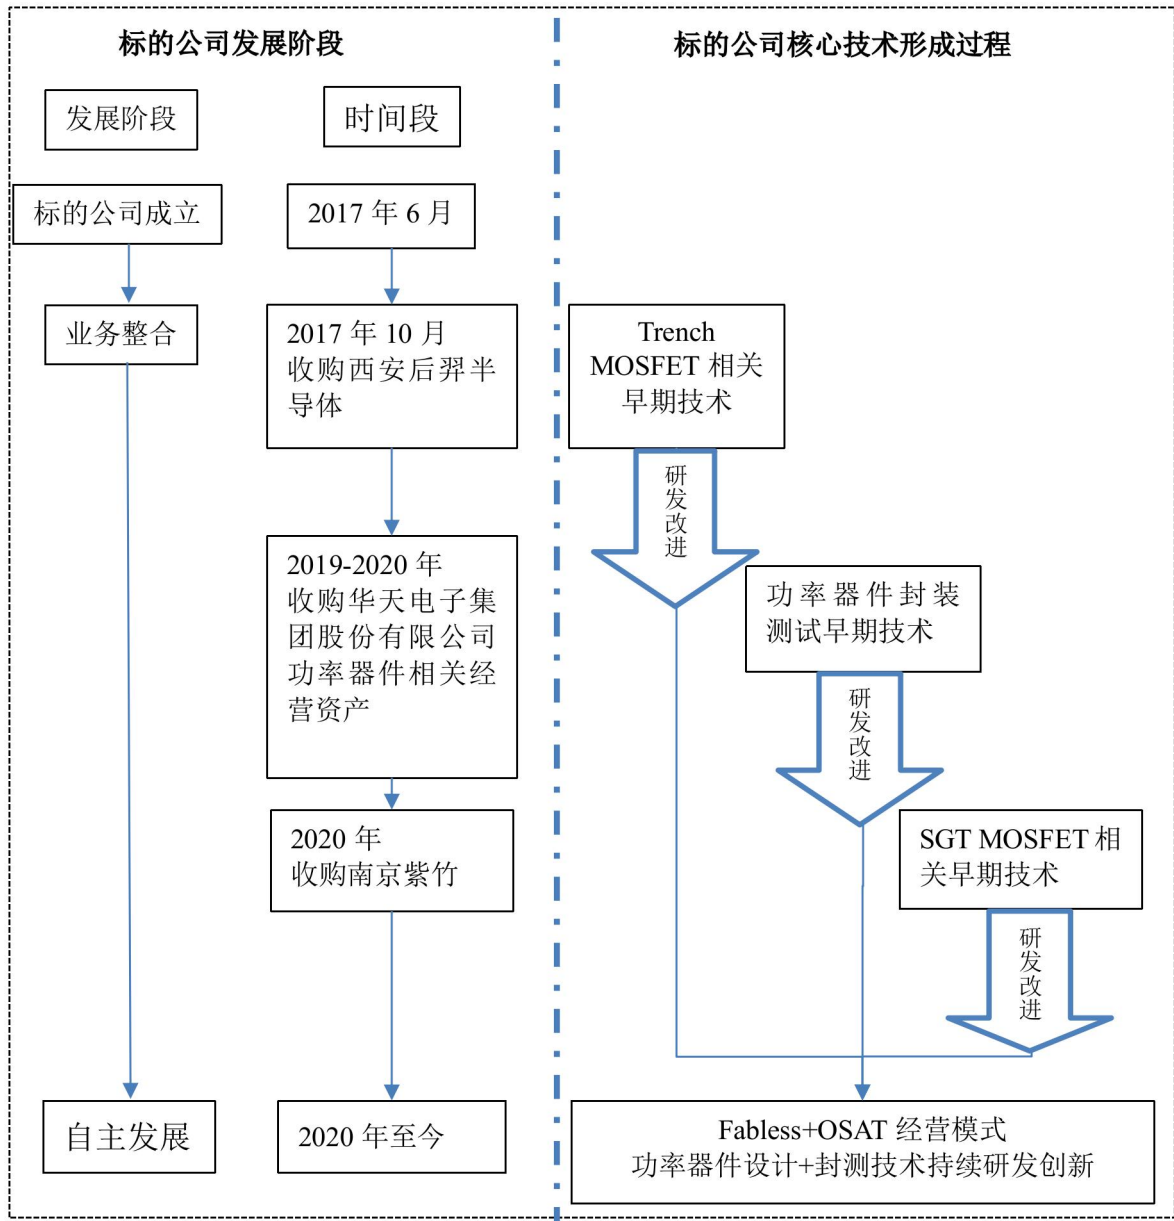 标的公司发展阶段
标的公司核心技术形成过程
发展阶段
时间段
标的公司成立
2017 年 6 月
业务整合
2017 年 10 月
收购西安后羿半
导体
Trench
MOSFET 相关
早期技术
研发改进
2019-2020 年
收购华天电子集
团股份有限公司
功率器件相关经
营资产
功率器件封装
测试早期技术
研发改进
2020 年
收购南京紫竹
SGT MOSFET 相
关早期技术
研发改进
自主发展
2020 年至今
Fabless+OSAT 经营模式
功率器件设计+封测技术持续研发创新